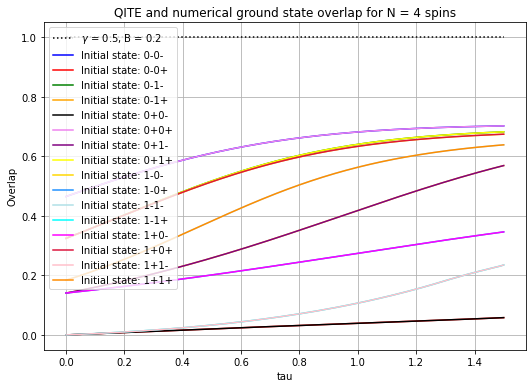 QITE and numerical ground state overlap for N = 4 spins
γ = 0.5, B = 0.2
Initial state: 0-0-
Initial state: 0-0+
Initial state: 0-1-
Initial state: 0-1+
Initial state: 0+0-
Initial state: 0+0+
Initial state: 0+1-
Initial state: 0+1+
Initial state: 1-0-
Initial state: 1-0+
Initial state: 1-1-
Initial state: 1-1+
Initial state: 1+0-
Initial state: 1+0+
Initial state: 1+1-
Initial state: 1+1+
Overlap
1.0
0.8
0.6
0.4
0.2
0.0
0.0 0.2 0.4 0.6 0.8 1.0 1.2 1.4
tau